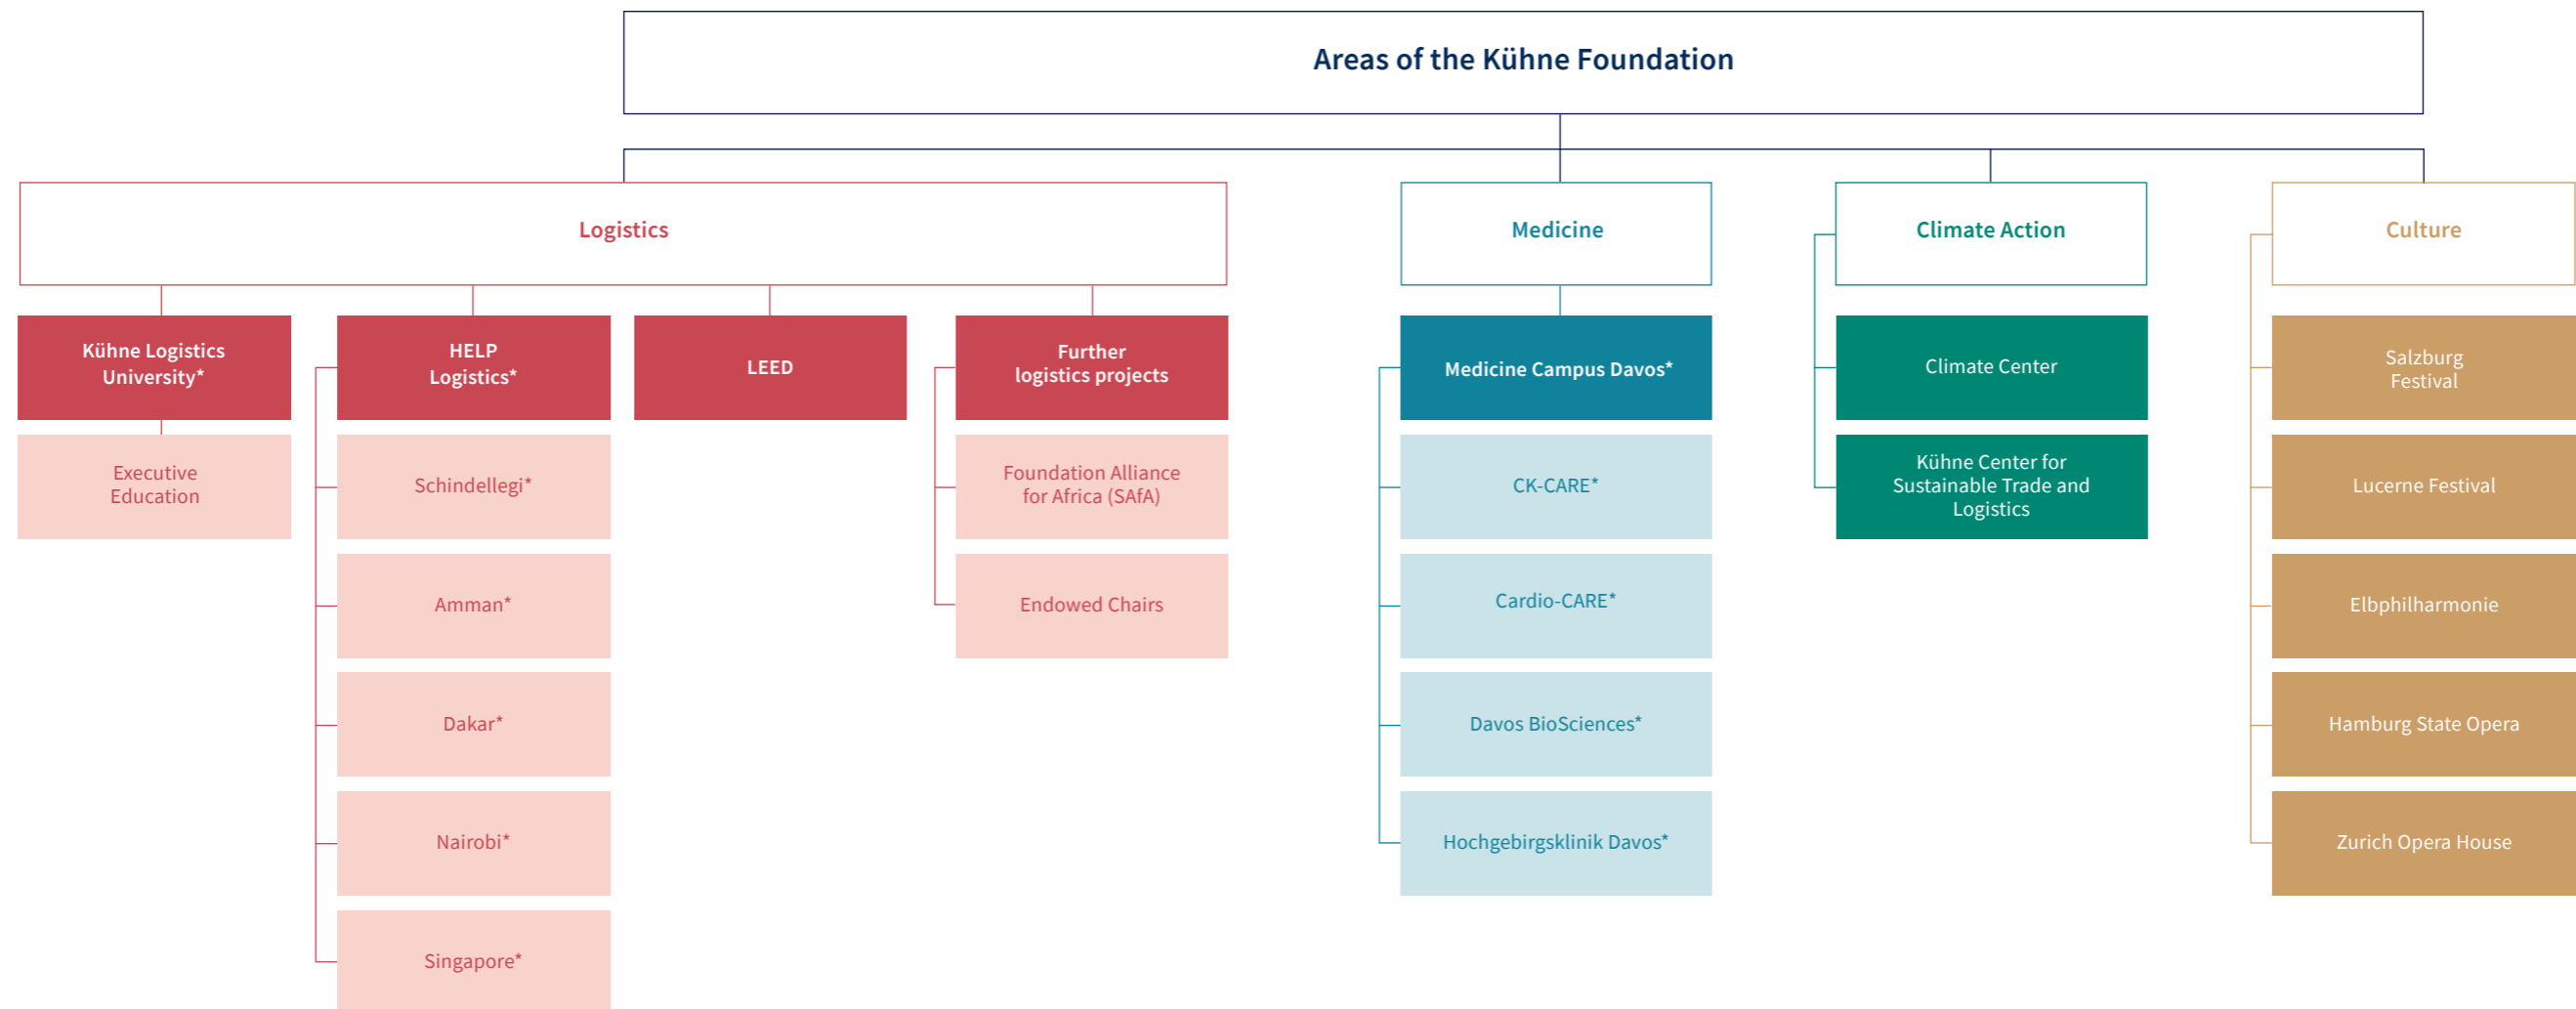 Areas of the Kühne Foundation
Logistics
Medicine
Climate Action
Culture
Kühne Logistics
University*
Executive
Education
HELP
Logistics*
Schindellegi*
Amman*
Dakar*
Nairobi*
Singapore*
LEED
Further
logistics projects
Foundation Alliance
for Africa (SAfA)
Endowed Chairs
Medicine Campus Davos*
CK-CARE*
Cardio-CARE*
Davos BioSciences*
Hochgebirgsklinik Davos*
Climate Center
Kühne Center for
Sustainable Trade and
Logistics
Salzburg
Festival
Lucerne Festival
Elbphilharmonie
Hamburg State Opera
Zurich Opera House